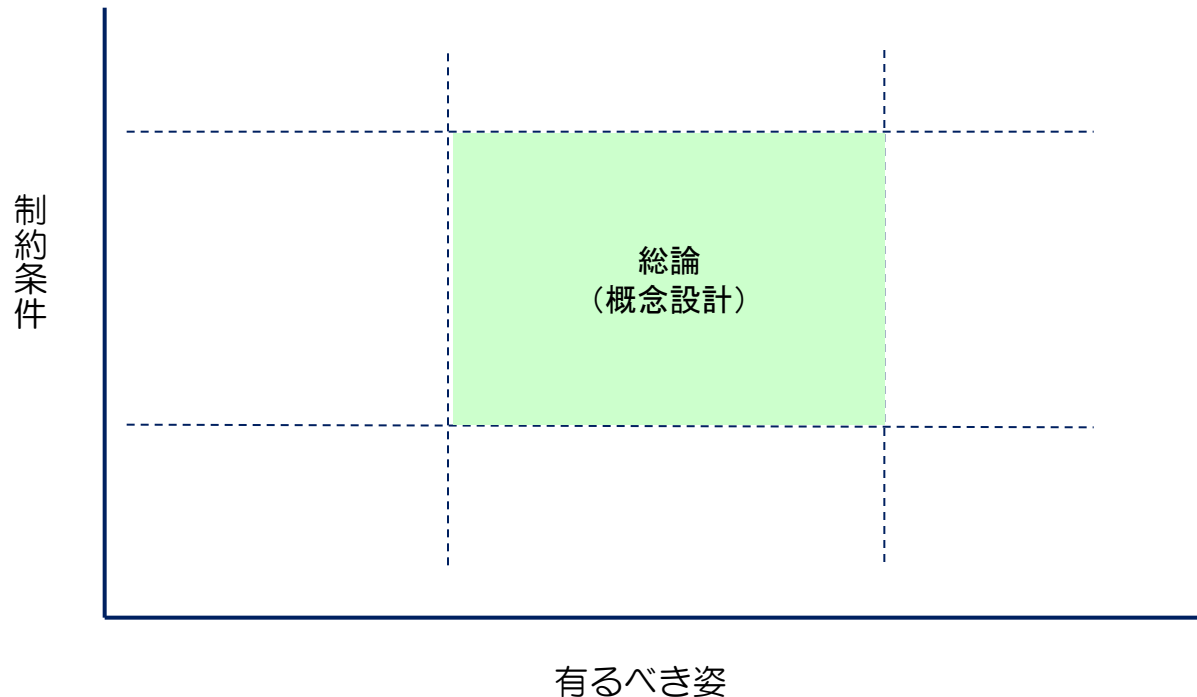 制約条件
総論
（概念設計）
有るべき姿